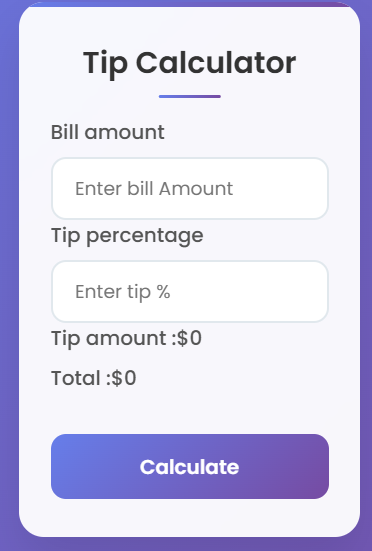 Tip Calculator
Bill amount
Enter bill Amount
Tip percentage
Enter tip %
Tip amount :$0
Total :$0
Calculate